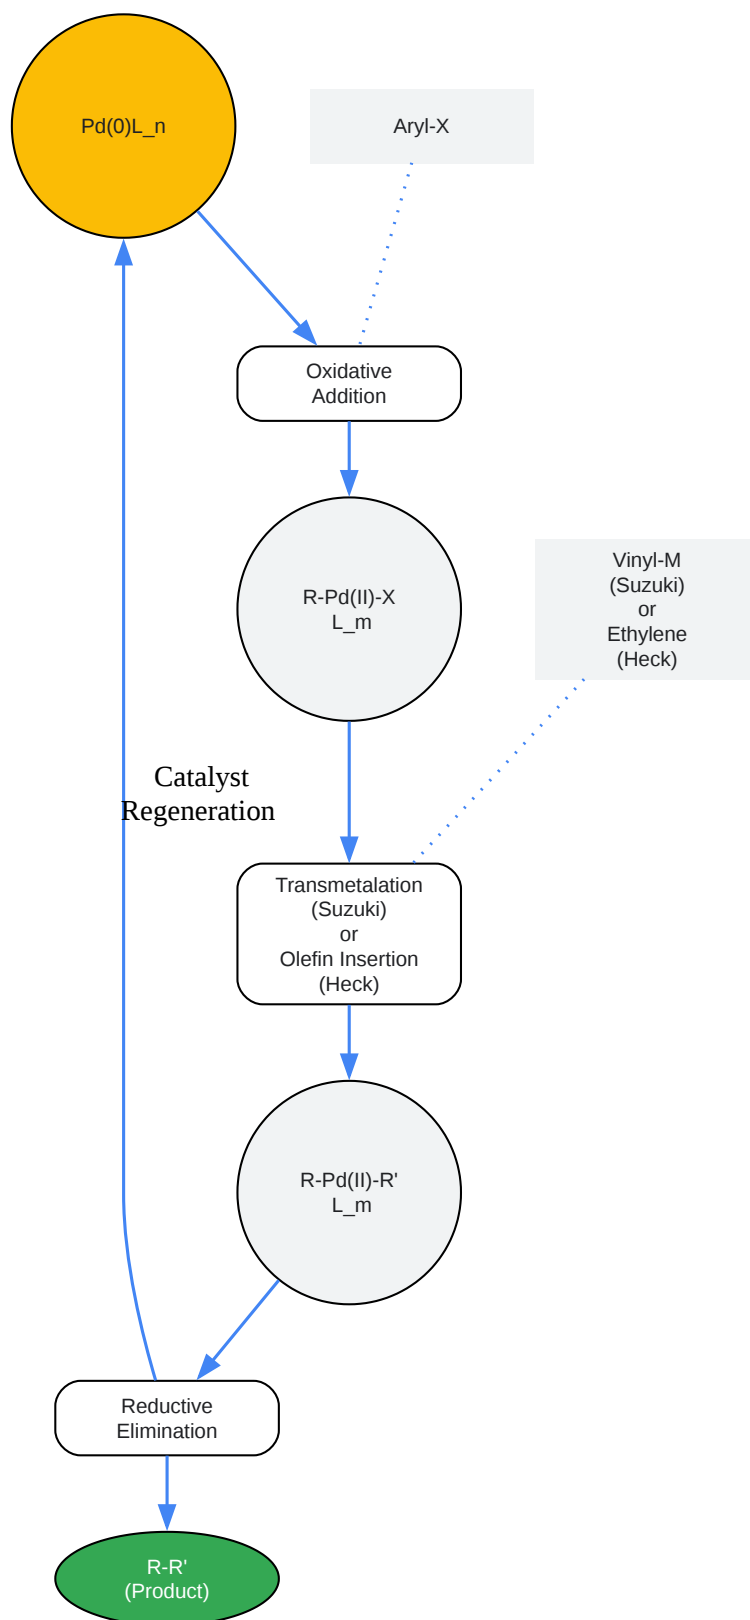 Pd(0)L_n
Aryl-X
Oxidative
Addition
R-Pd(II)-X
L_m
Vinyl-M
(Suzuki)
or
Ethylene
(Heck)
Catalyst
Regeneration
Transmetalation
(Suzuki)
or
Olefin Insertion
(Heck)
R-Pd(II)-R'
L_m
Reductive
Elimination
R-R'
(Product)